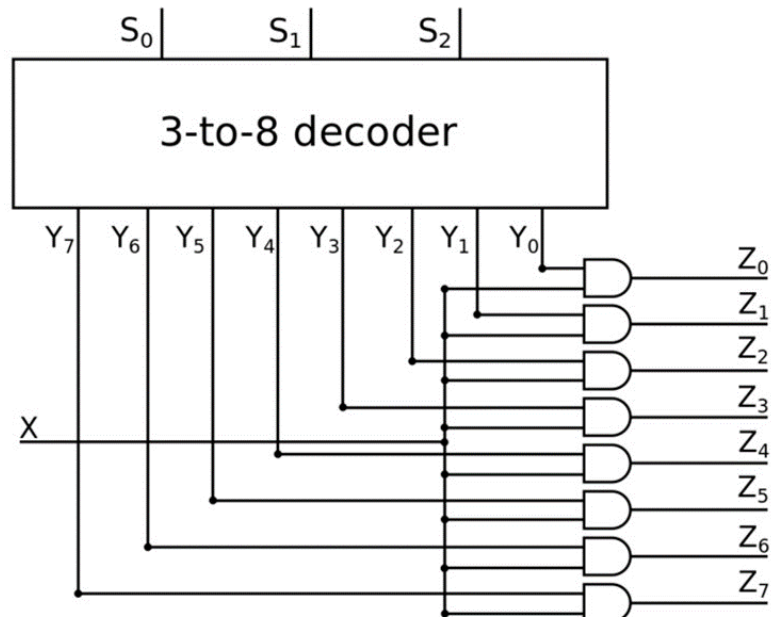 S₀ S₁ S₂
3-to-8 decoder
Y₇ Y₆ Y₅ Y₄ Y₃ Y₂ Y₁ Y₀
Z₀
Z₁
Z₂
Z₃
X
Z₄
Z₅
Z₆
Z₇